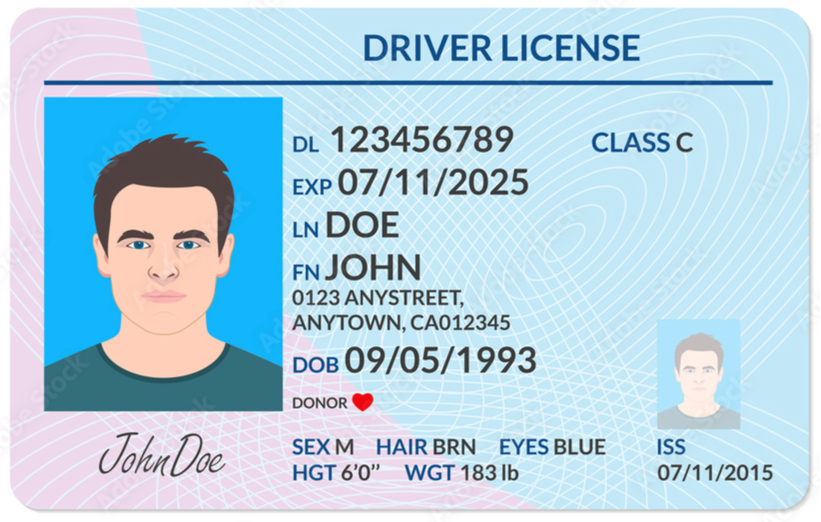 DRIVER LICENSE
DL 123456789 CLASS C
EXP 07/11/2025
LN DOE
FN JOHN
0123 ANYSTREET,
ANYTOWN, CA012345
DOB 09/05/1993
DONOR
John Doe
SEX M HAIR BRN EYES BLUE ISS
HGT 6'0'' WGT 183 lb 07/11/2015
Adobe Stock